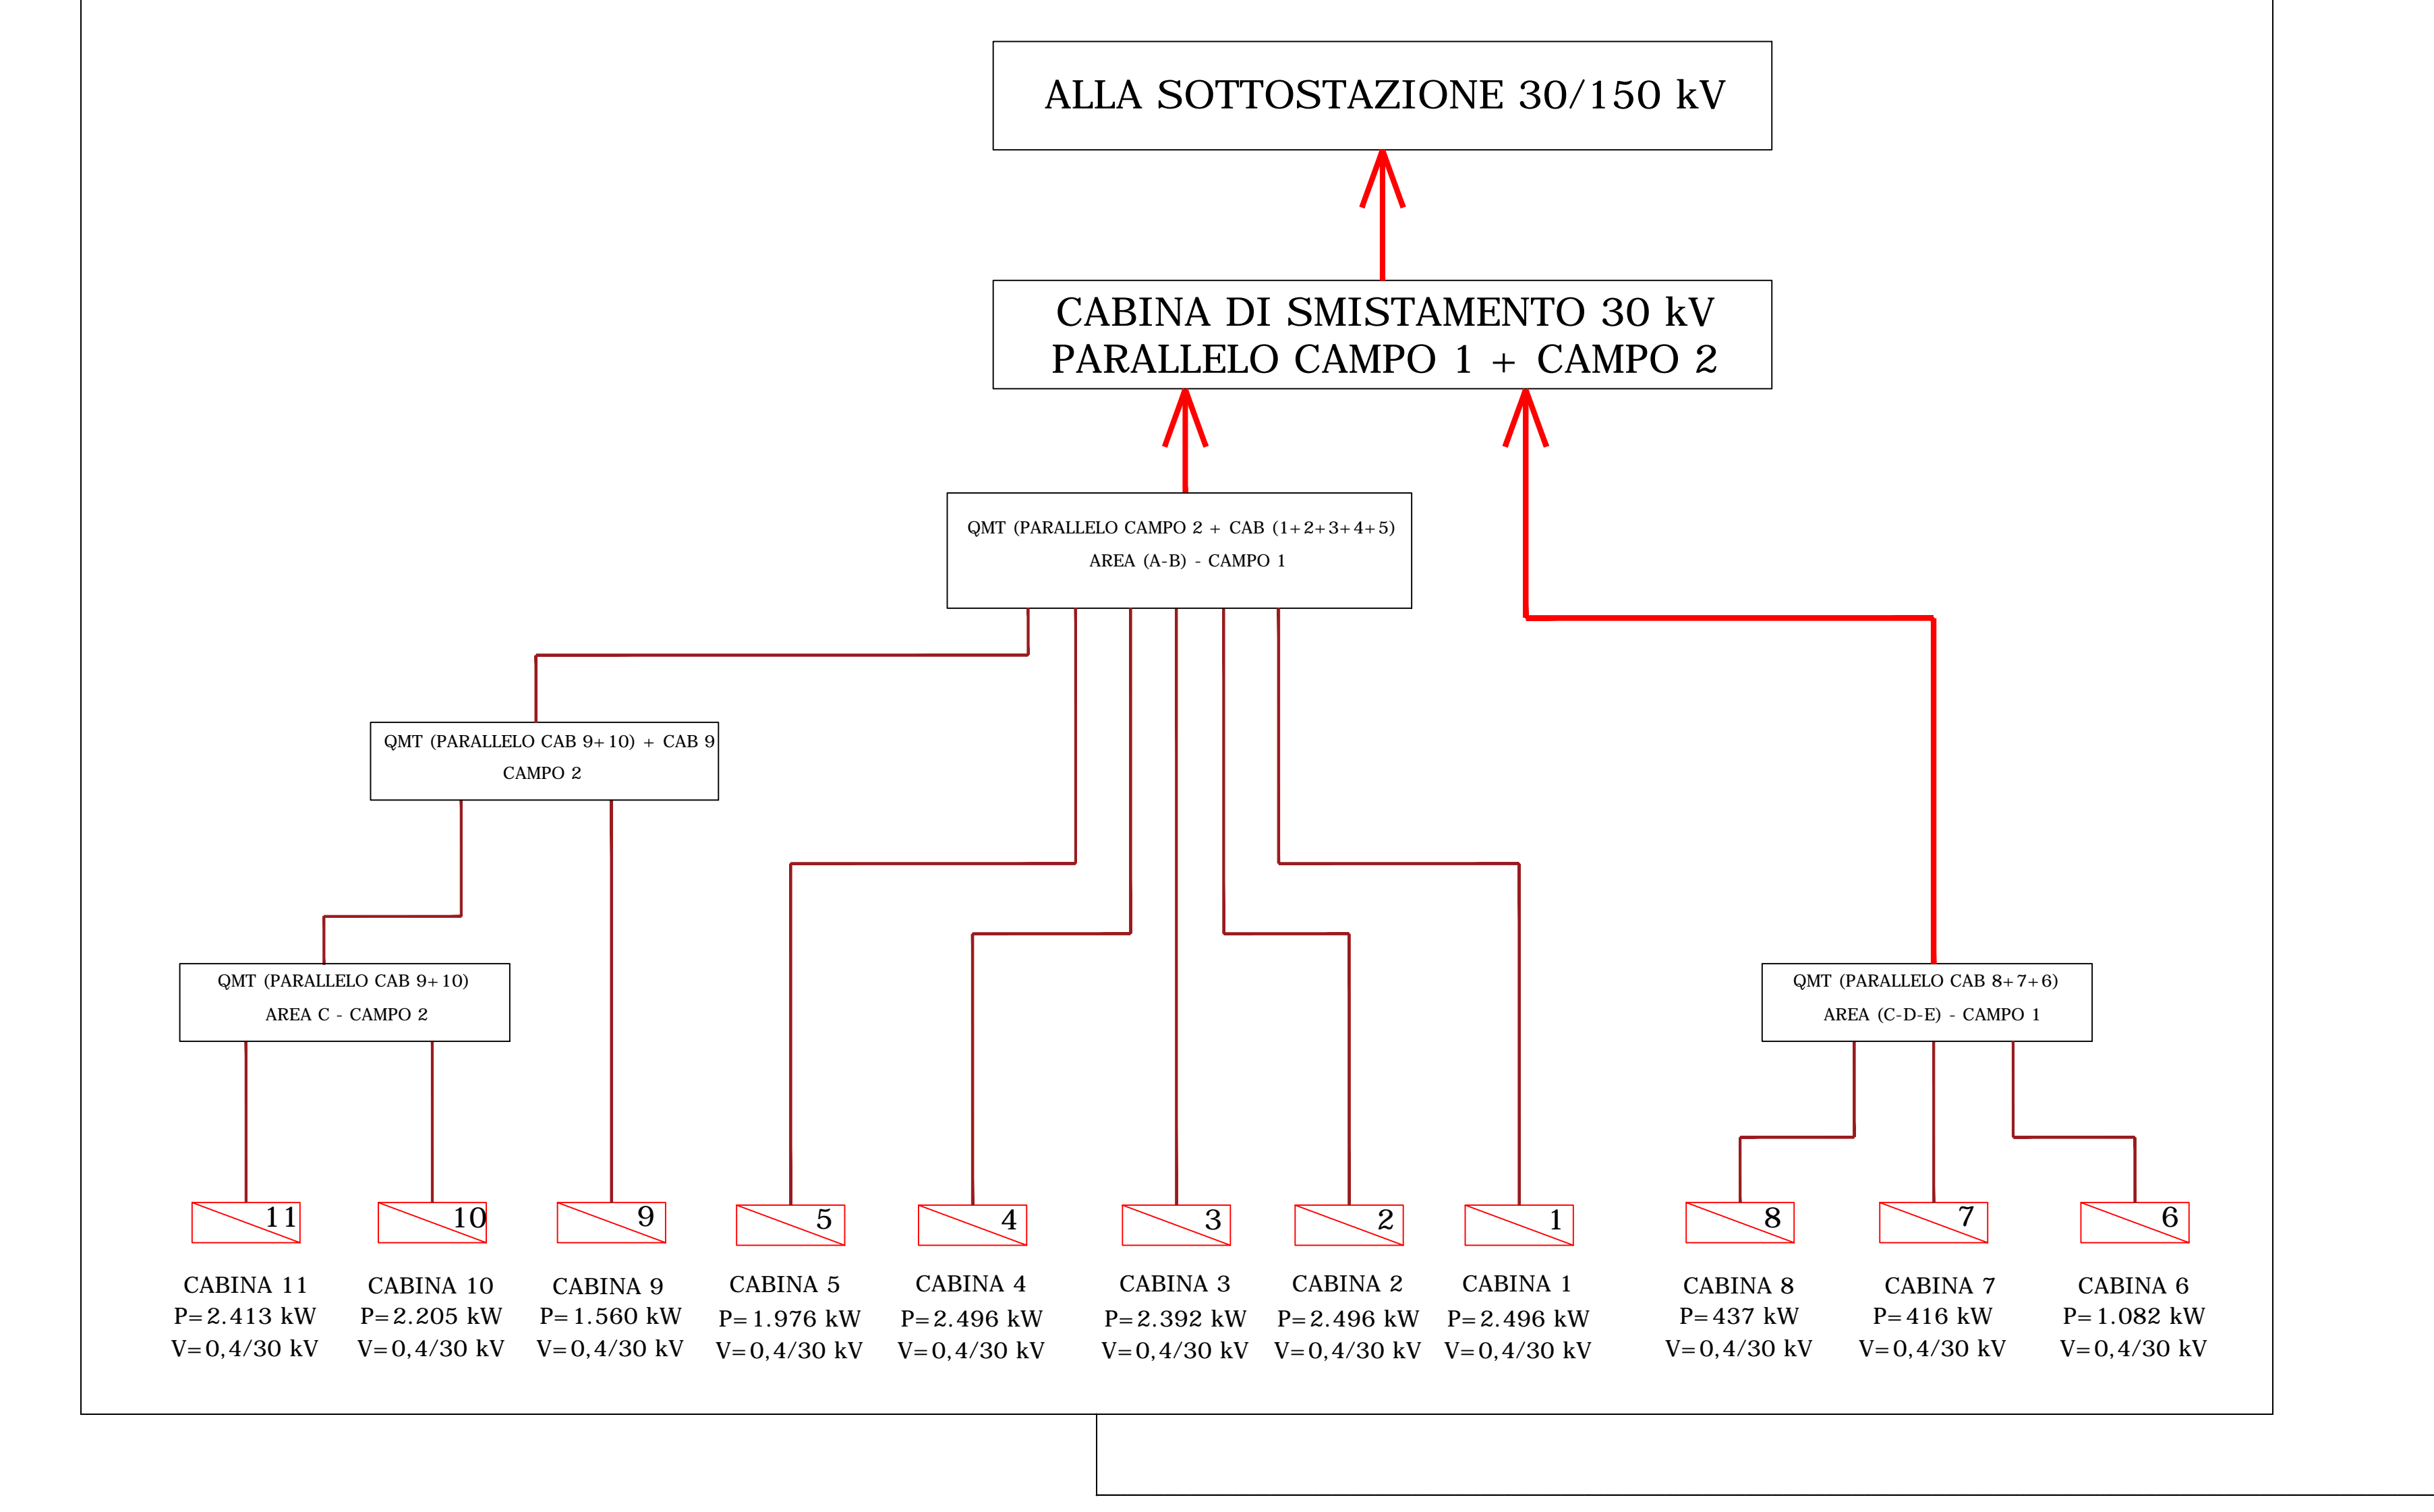 ALLA SOTTOSTAZIONE 30/150 kV
CABINA DI SMISTAMENTO 30 kV
PARALLELO CAMPO 1 + CAMPO 2
QMT (PARALLELO CAMPO 2 + CAB (1+2+3+4+5)
AREA (A-B) - CAMPO 1
QMT (PARALLELO CAB 9+10) + CAB 9
CAMPO 2
QMT (PARALLELO CAB 9+10)
AREA C - CAMPO 2
QMT (PARALLELO CAB 8+7+6)
AREA (C-D-E) - CAMPO 1
11
CABINA 11
P=2.413 kW
V=0,4/30 kV
10
CABINA 10
P=2.205 kW
V=0,4/30 kV
9
CABINA 9
P=1.560 kW
V=0,4/30 kV
5
CABINA 5
P=1.976 kW
V=0,4/30 kV
4
CABINA 4
P=2.496 kW
V=0,4/30 kV
3
CABINA 3
P=2.392 kW
V=0,4/30 kV
2
CABINA 2
P=2.496 kW
V=0,4/30 kV
1
CABINA 1
P=2.496 kW
V=0,4/30 kV
8
CABINA 8
P=437 kW
V=0,4/30 kV
7
CABINA 7
P=416 kW
V=0,4/30 kV
6
CABINA 6
P=1.082 kW
V=0,4/30 kV